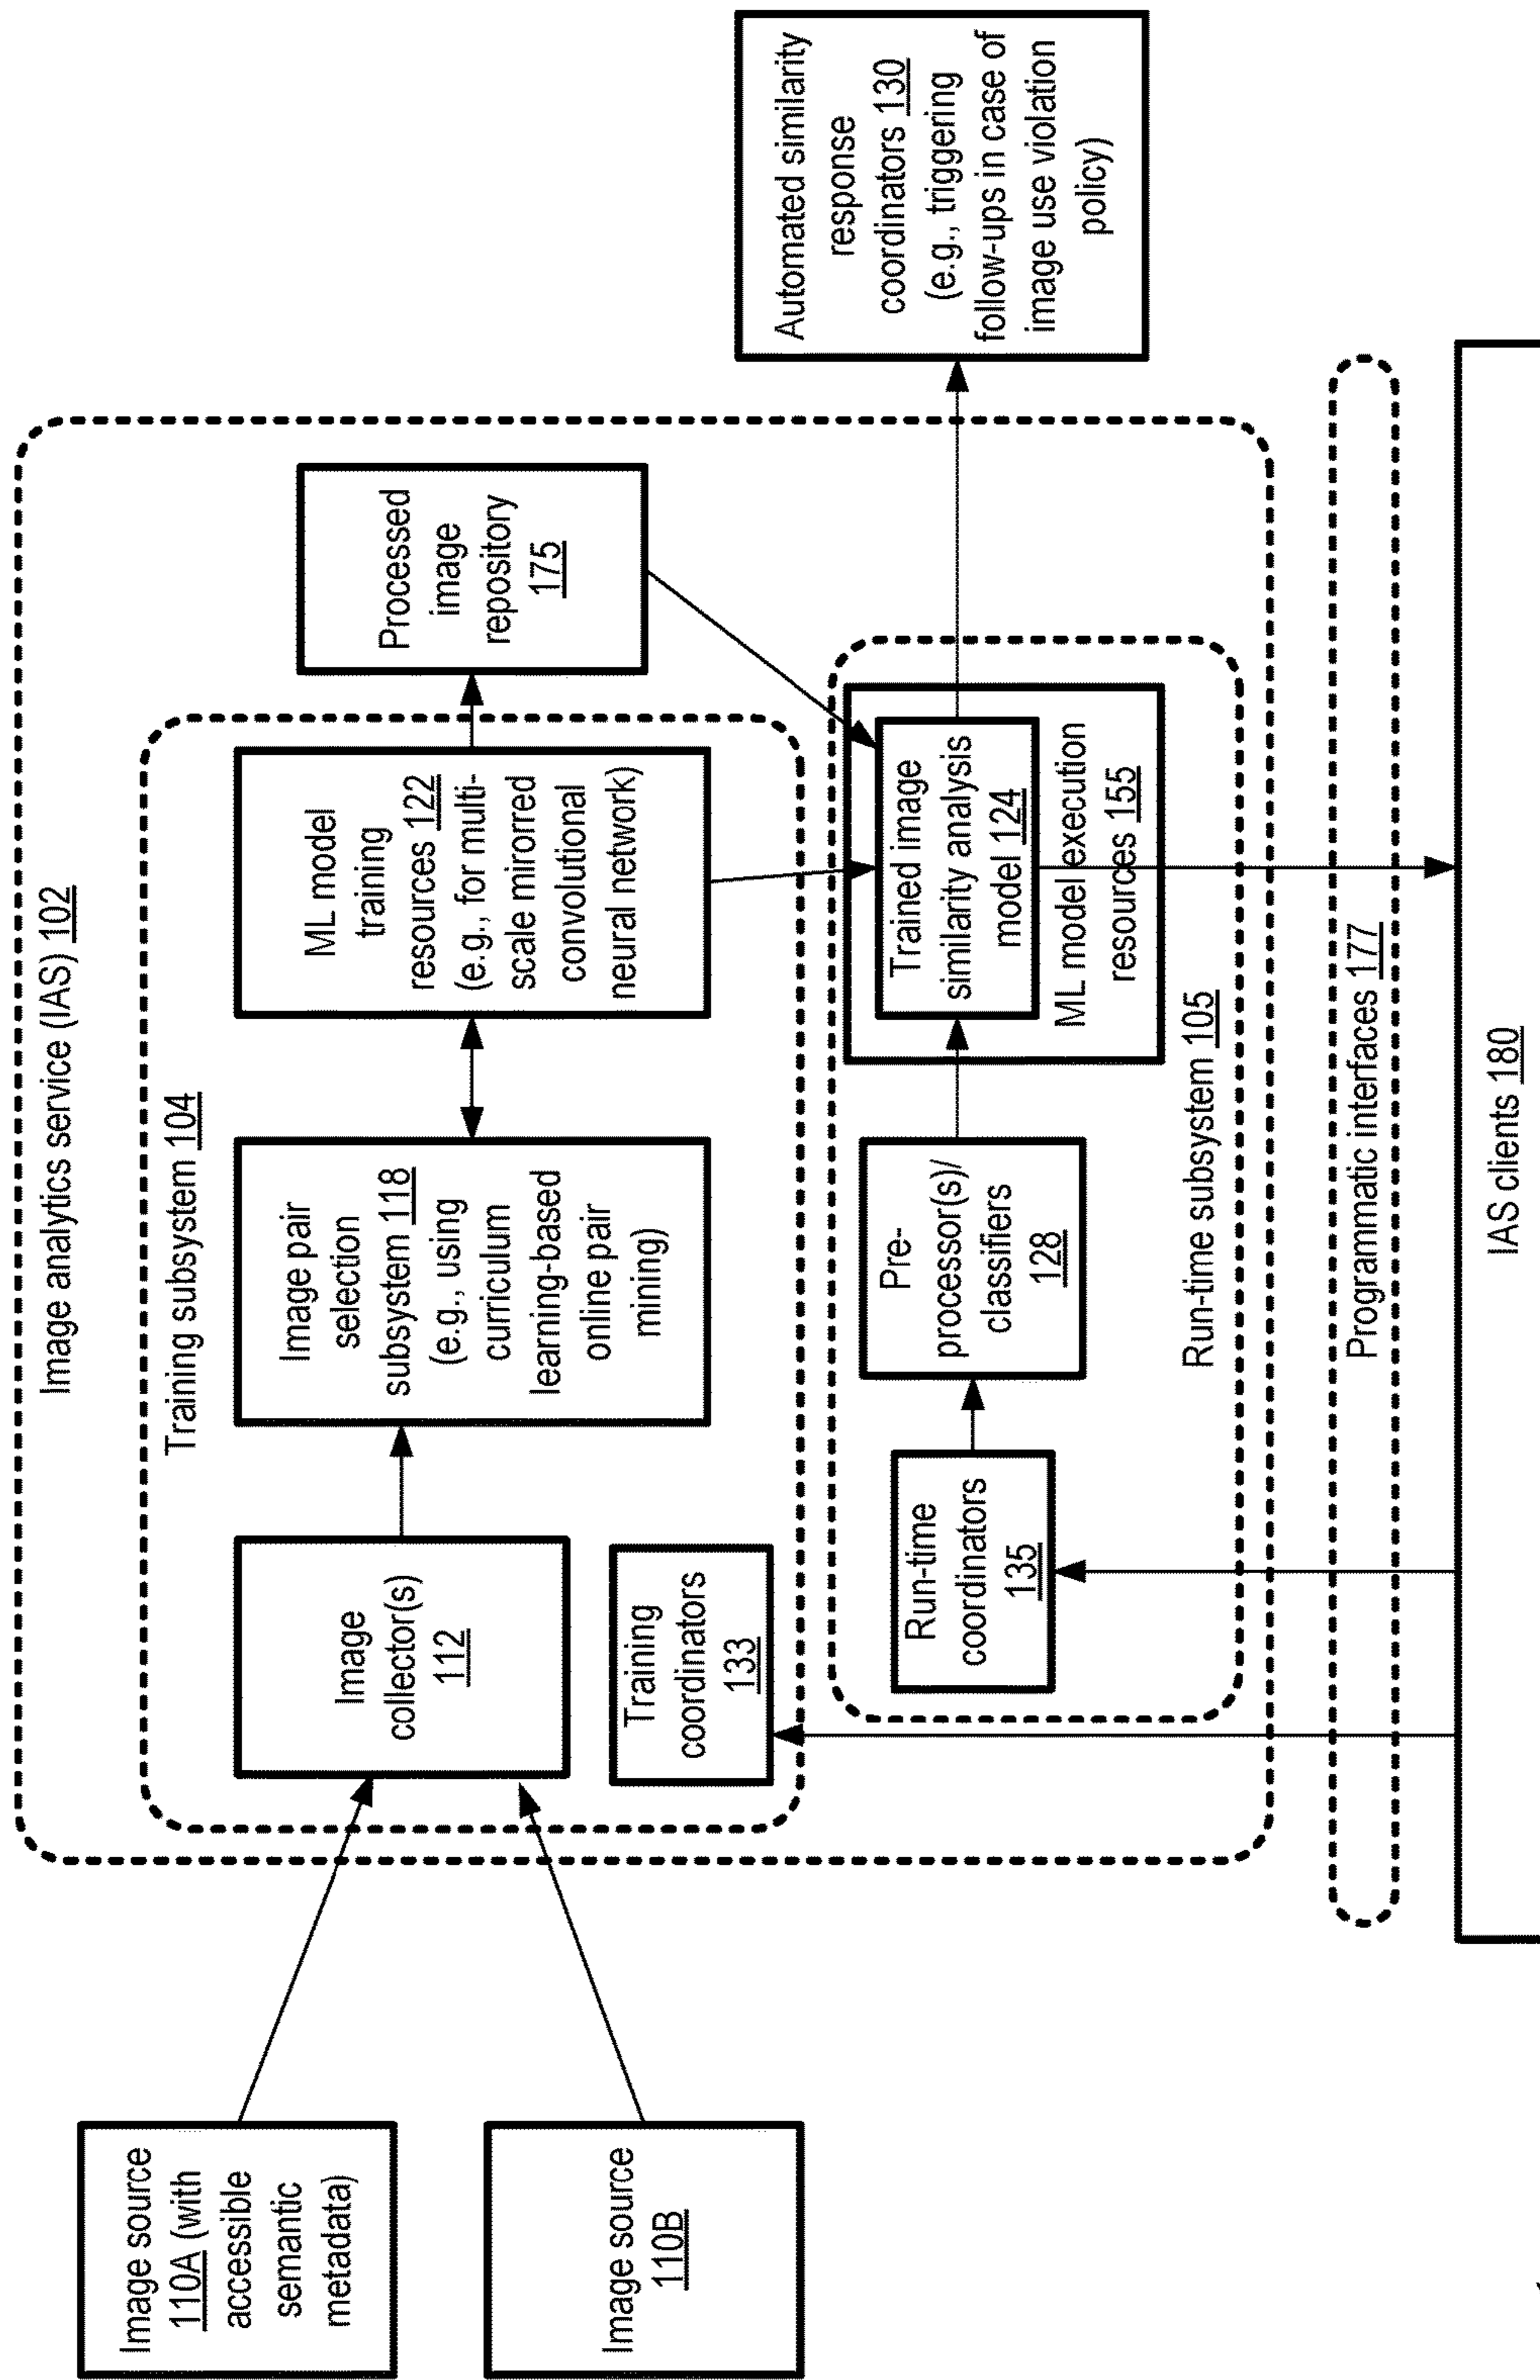 Image analytics service (IAS) 102
Image source
110A (with
accessible
semantic
metadata)
Image source
110B
Training subsystem 104
Image
collector(s)
112
Training
coordinators
133
Image pair
selection
subsystem 118
(e.g., using
curriculum
learning-based
online pair
mining)
ML model
training
resources 122
(e.g., for multi-
scale mirorred
convolutional
neural network)
Processed
image
repository
175
Run-time
coordinators
135
Pre-
processor(s)/
classifiers
128
Trained image
similarity analysis
model 124
ML model execution
resources 155
Run-time subsystem 105
Automated similarity
response
coordinators 130
(e.g., triggering
follow-ups in case of
image use violation
policy)
Programmatic interfaces 177
IAS clients 180